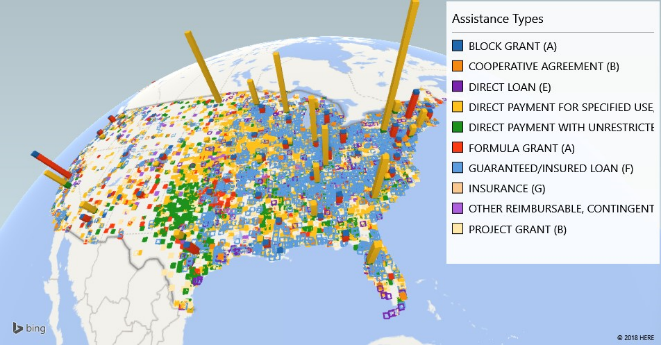 Assistance Types
BLOCK GRANT (A)
COOPERATIVE AGREEMENT (B)
DIRECT LOAN (E)
DIRECT PAYMENT FOR SPECIFIED USE,
DIRECT PAYMENT WITH UNRESTRICTE
FORMULA GRANT (A)
GUARANTEED/INSURED LOAN (F)
INSURANCE (G)
OTHER REIMBURSABLE, CONTINGENT
PROJECT GRANT (B)
bing
© 2018 HERE